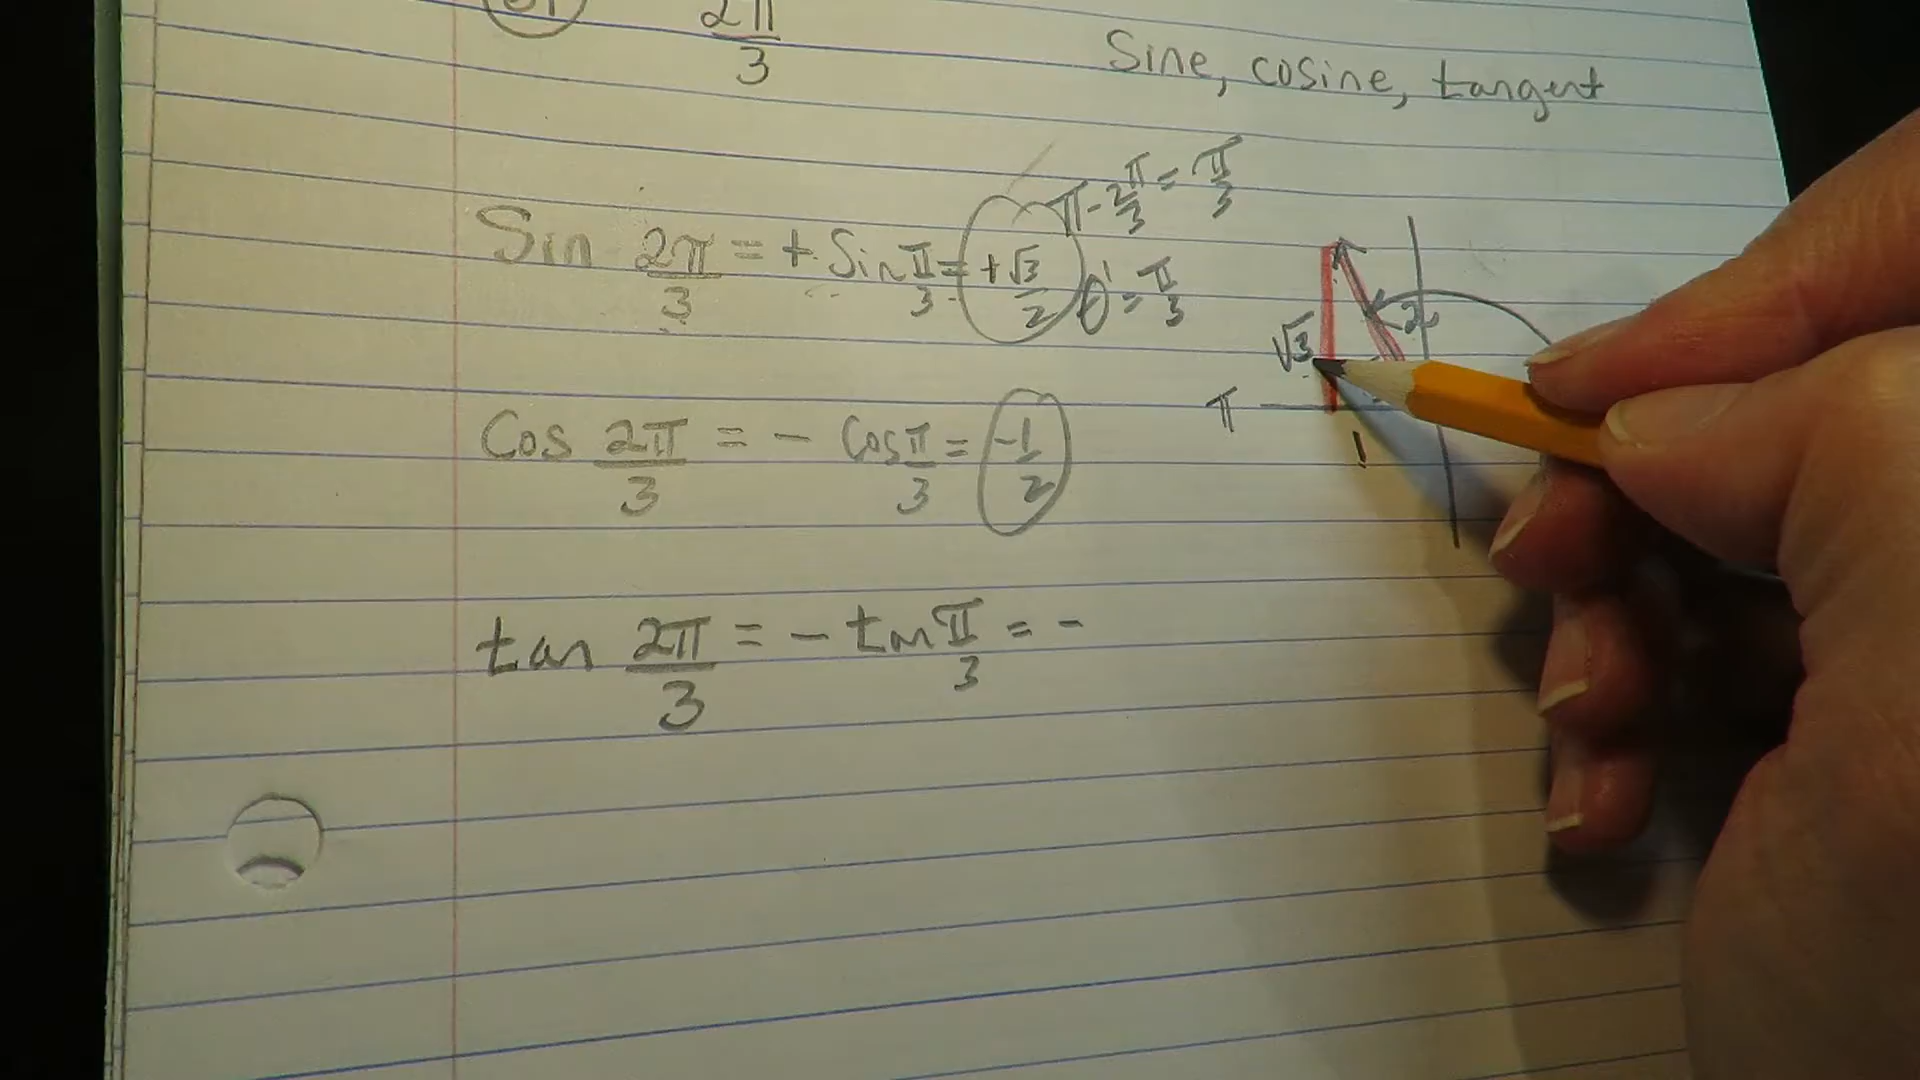 2π/3
Sine, cosine, tangent
π - 2π/3 = π/3
Sin 2π/3 = + Sin π/3 = +√3/2
θ' = π/3
2
√3
π
1
Cos 2π/3 = - Cos π/3 = -1/2
tan 2π/3 = - tan π/3 = -